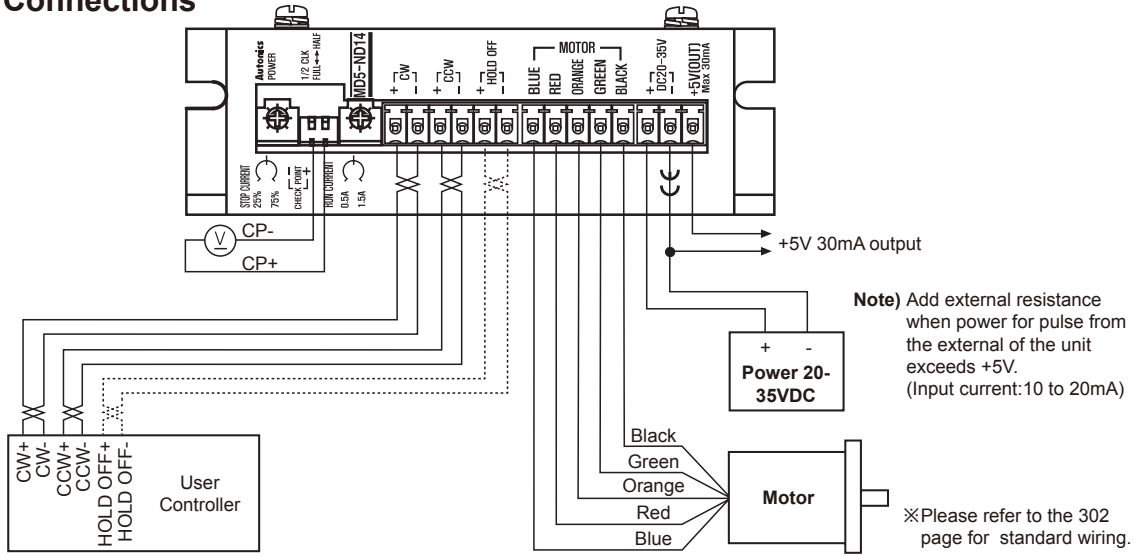 Connections
Autonics
POWER
1/2 CLK
FULL↔HALF
MD5-ND14
+ CW -
+ CCW -
+ HOLD OFF -
MOTOR
BLUE
RED
ORANGE
GREEN
BLACK
+ DC20-35V -
+5V(OUT)
Max 30mA
STOP CURRENT
25%
75%
- +
CHECK POINT
RUN CURRENT
0.5A
1.5A
V
CP-
CP+
+5V 30mA output
Note) Add external resistance
when power for pulse from
the external of the unit
exceeds +5V.
(Input current:10 to 20mA)
+ -
Power 20-
35VDC
CW+
CW-
CCW+
CCW-
HOLD OFF+
HOLD OFF-
User
Controller
Black
Green
Orange
Red
Blue
Motor
※Please refer to the 302
page for standard wiring.